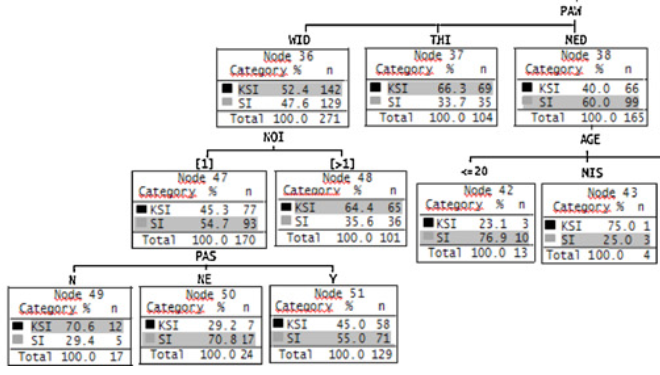 PAW
WID THI NED
Node 36
Category % n
KSI 52.4 142
SI 47.6 129
Total 100.0 271
Node 37
Category % n
KSI 66.3 69
SI 33.7 35
Total 100.0 104
Node 38
Category % n
KSI 40.0 66
SI 60.0 99
Total 100.0 165
NOI
AGE
[1] [>1] <=20 NIS
Node 47
Category % n
KSI 45.3 77
SI 54.7 93
Total 100.0 170
Node 48
Category % n
KSI 64.4 65
SI 35.6 36
Total 100.0 101
Node 42
Category % n
KSI 23.1 3
SI 76.9 10
Total 100.0 13
Node 43
Category % n
KSI 75.0 1
SI 25.0 3
Total 100.0 4
PAS
N NE Y
Node 49
Category % n
KSI 70.6 12
SI 29.4 5
Total 100.0 17
Node 50
Category % n
KSI 29.2 7
SI 70.8 17
Total 100.0 24
Node 51
Category % n
KSI 45.0 58
SI 55.0 71
Total 100.0 129